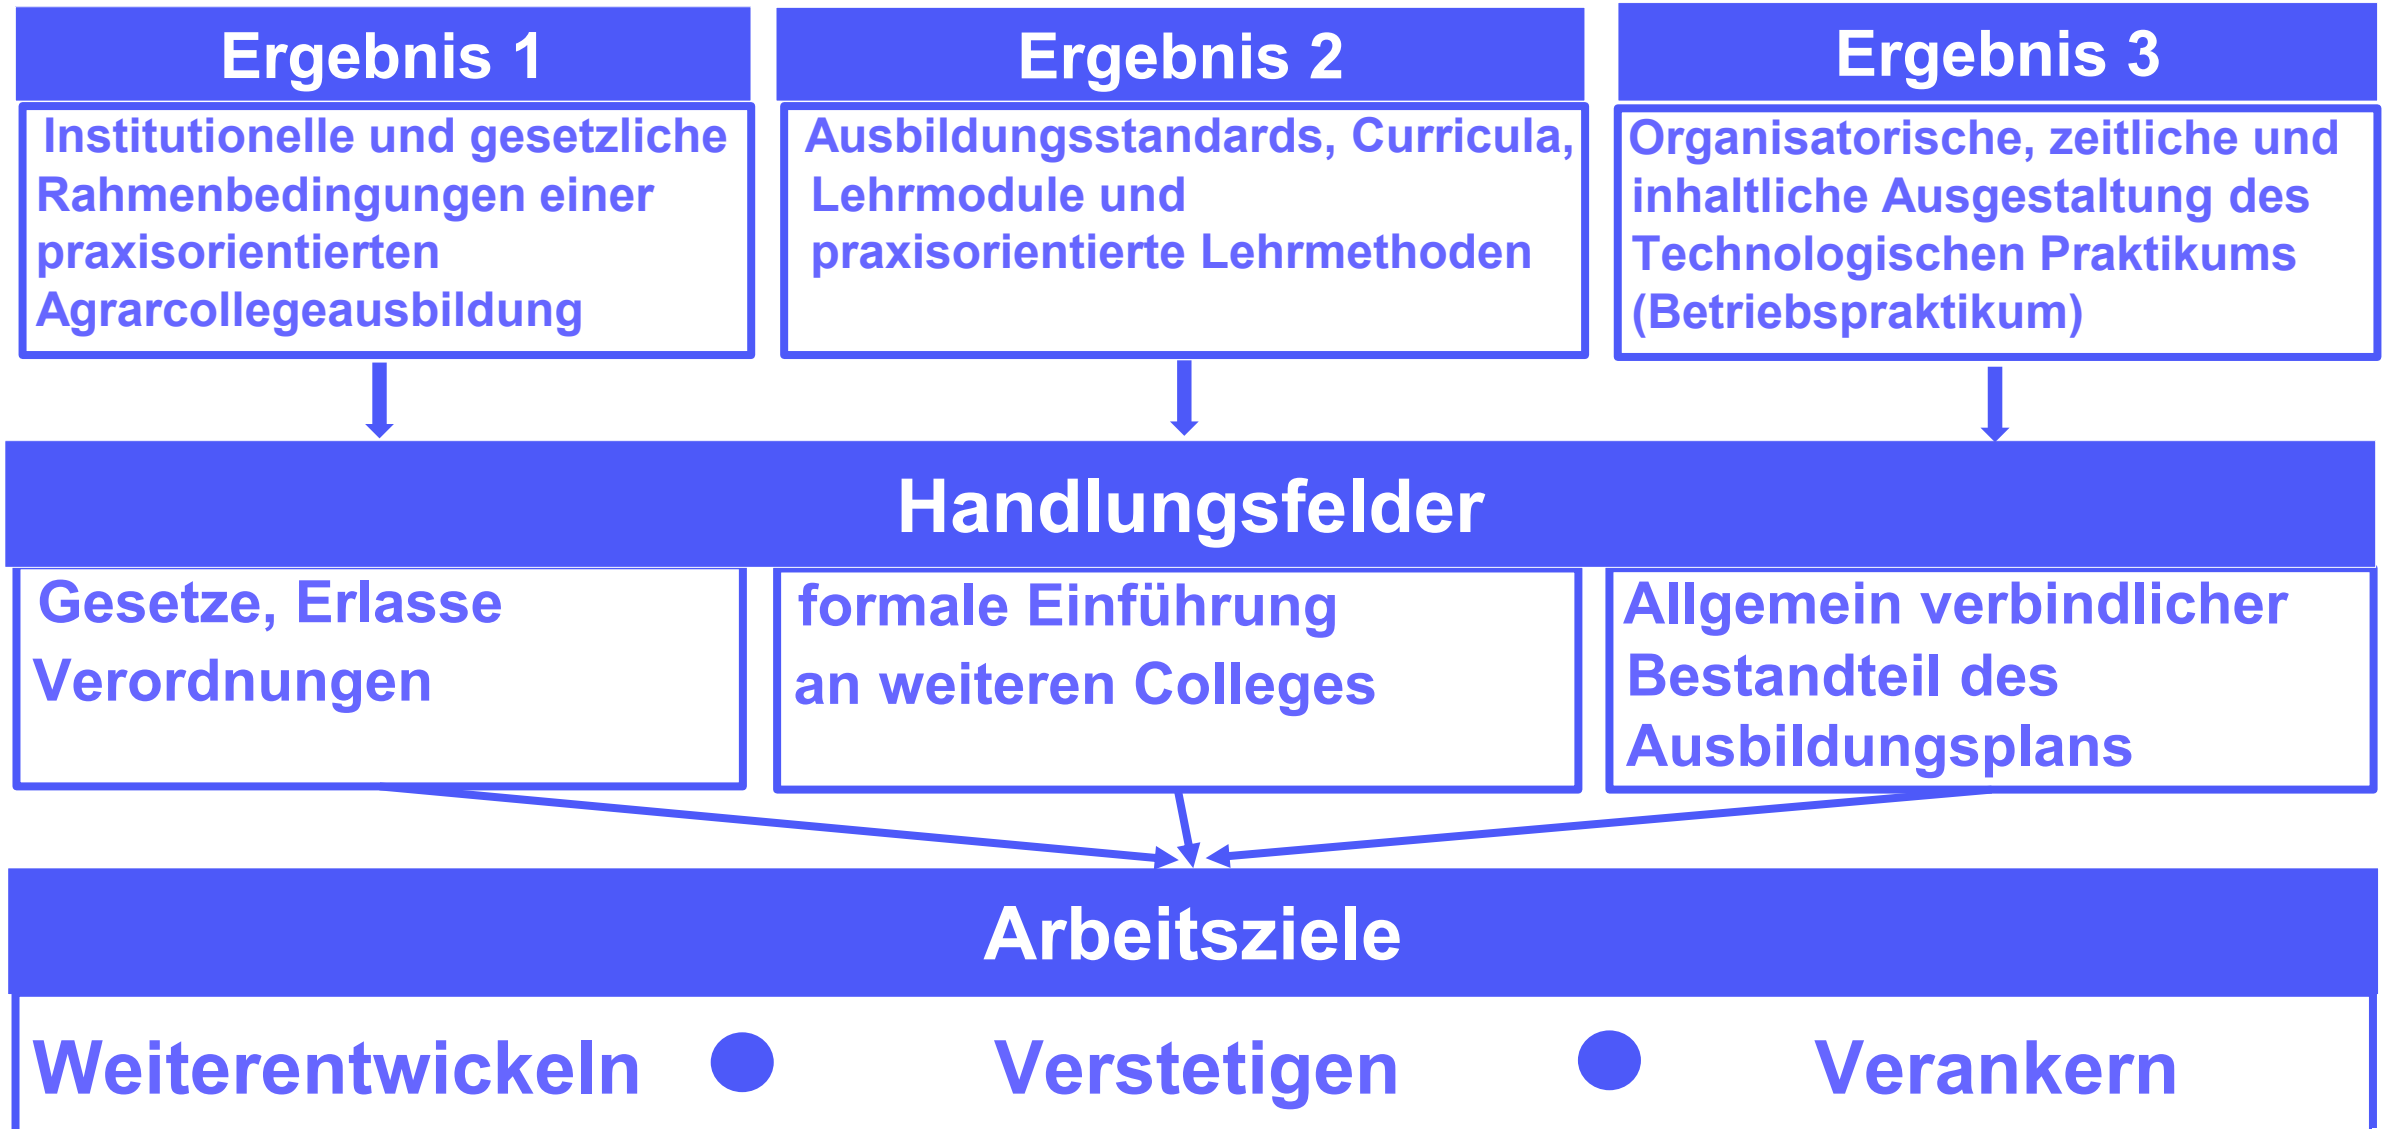 Ergebnis 1
Institutionelle und gesetzliche
Rahmenbedingungen einer
praxisorientierten
Agrarcollegeausbildung
Ergebnis 2
Ausbildungsstandards, Curricula,
Lehrmodule und
praxisorientierte Lehrmethoden
Ergebnis 3
Organisatorische, zeitliche und
inhaltliche Ausgestaltung des
Technologischen Praktikums
(Betriebspraktikum)
Handlungsfelder
Gesetze, Erlasse
Verordnungen
formale Einführung
an weiteren Colleges
Allgemein verbindlicher
Bestandteil des
Ausbildungsplans
Arbeitsziele
Weiterentwickeln
Verstetigen
Verankern